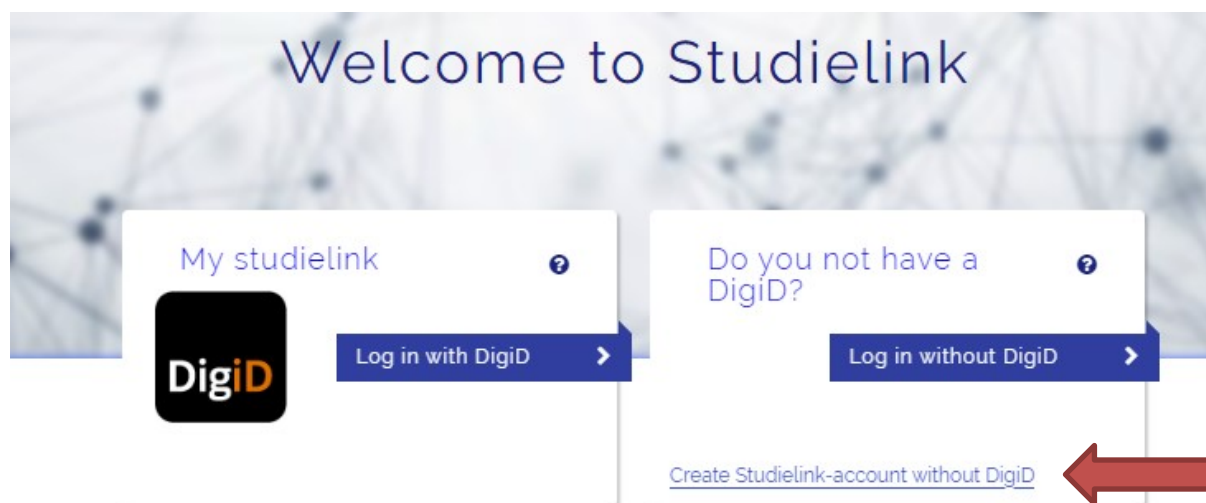 Welcome to Studielink
My studielink
DigiD
Log in with DigiD
Do you not have a
DigiD?
Log in without DigiD
Create Studielink-account without DigiD